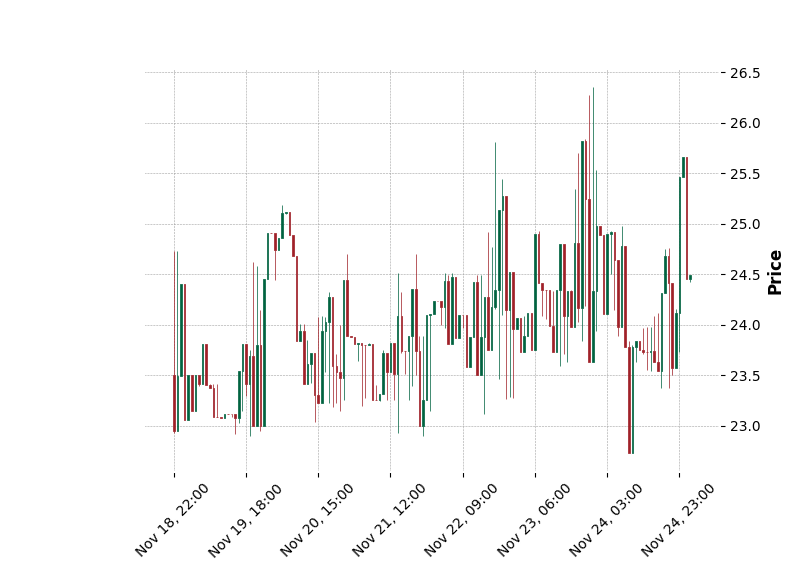 26.5
26.0
25.5
25.0
24.5
24.0
23.5
23.0
Price
Nov 18, 22:00
Nov 19, 18:00
Nov 20, 15:00
Nov 21, 12:00
Nov 22, 09:00
Nov 23, 06:00
Nov 24, 03:00
Nov 24, 23:00